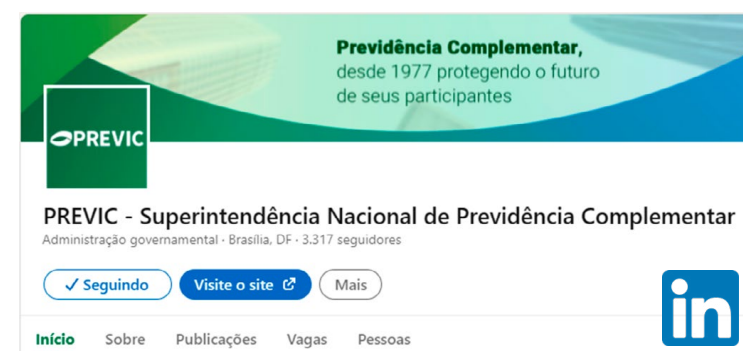 Previdência Complementar,
desde 1977 protegendo o futuro
de seus participantes
PREVIC
PREVIC - Superintendência Nacional de Previdência Complementar
Administração governamental · Brasília, DF · 3.317 seguidores
Seguindo
Visite o site
Mais
Início
Sobre
Publicações
Vagas
Pessoas
in